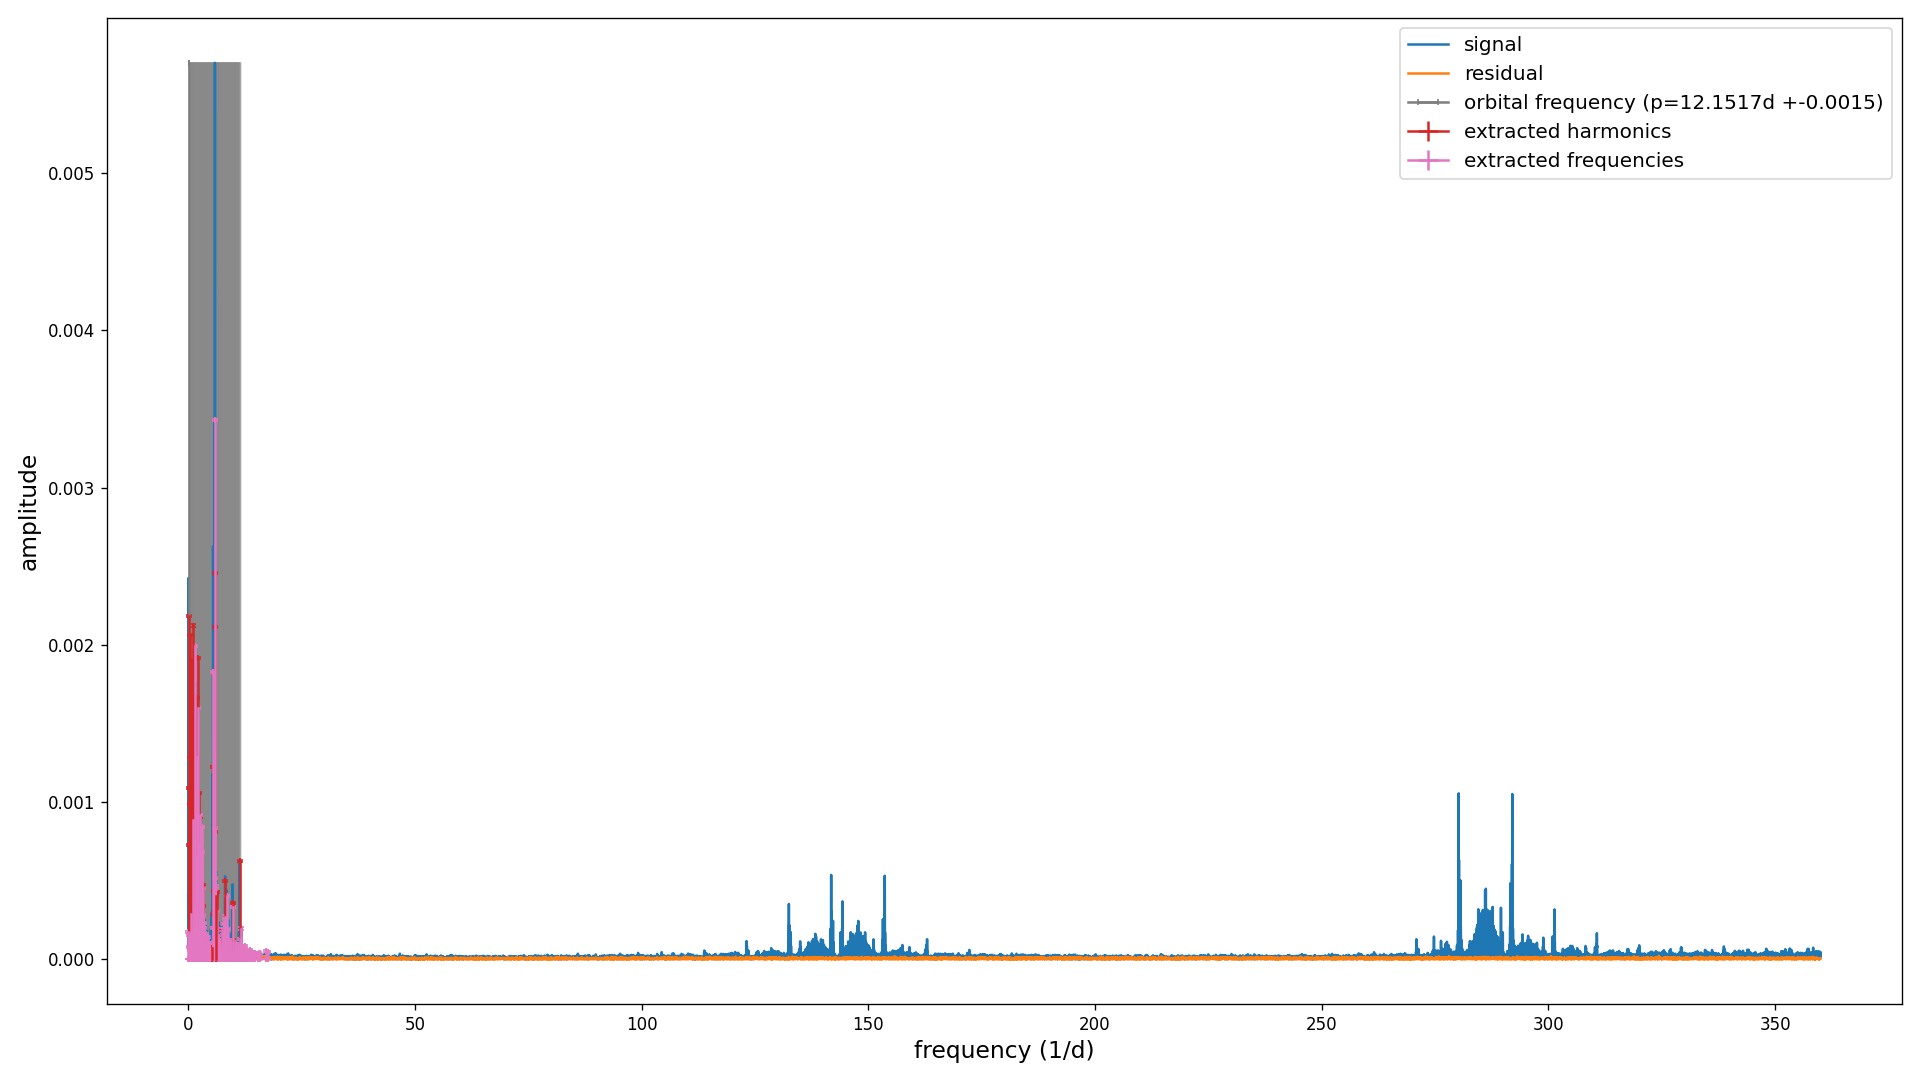 signal
residual
orbital frequency (p=12.1517d +-0.0015)
extracted harmonics
extracted frequencies
0.005
0.004
0.003
0.002
0.001
0.000
amplitude
0 50 100 150 200 250 300 350
frequency (1/d)